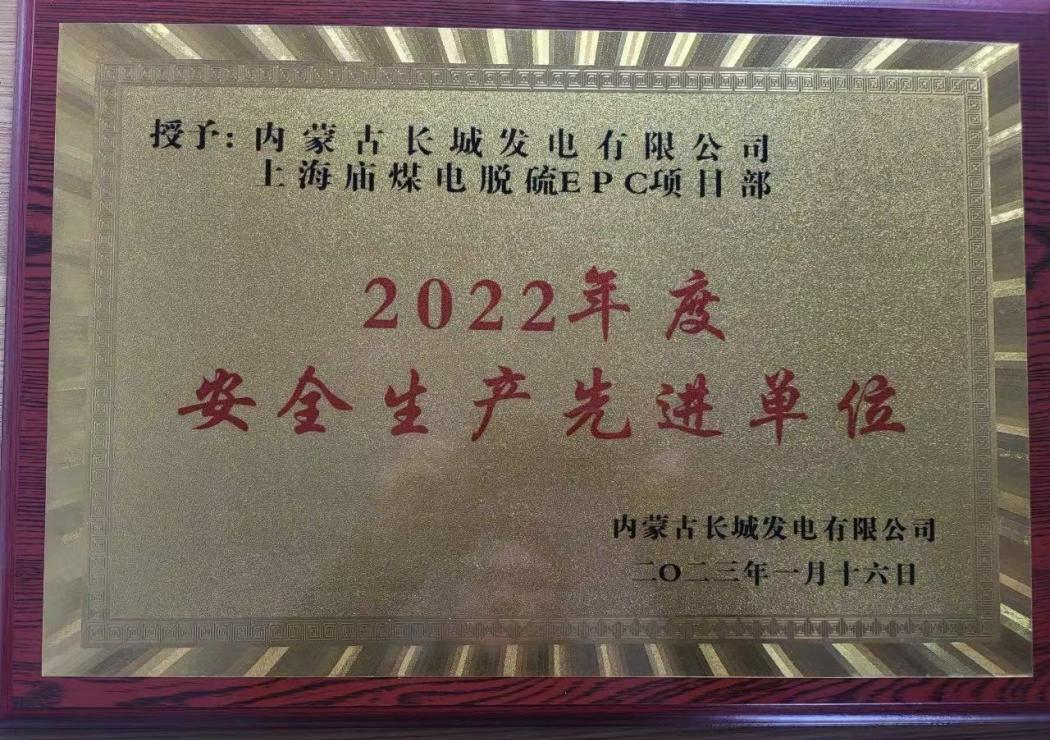 授予：内蒙古长城发电有限公司
上海庙煤电脱硫EPC项目部
2022年度
安全生产先进单位
内蒙古长城发电有限公司
二〇二三年一月十六日